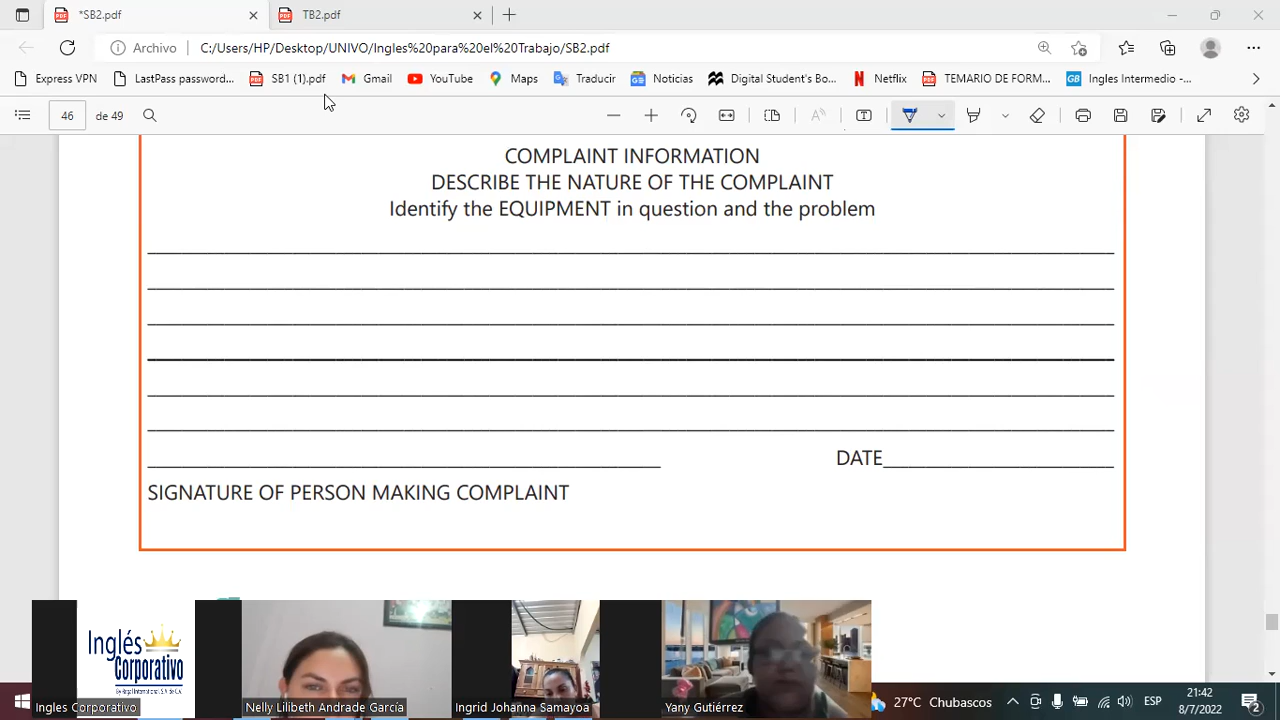 *SB2.pdf
TB2.pdf
Archivo
C:/Users/HP/Desktop/UNIVO/Ingles%20para%20el%20Trabajo/SB2.pdf
Express VPN
LastPass password...
SB1 (1).pdf
Gmail
YouTube
Maps
Traducir
Noticias
Digital Student's Bo...
Netflix
TEMARIO DE FORM...
Ingles Intermedio -...
46
de 49
COMPLAINT INFORMATION
DESCRIBE THE NATURE OF THE COMPLAINT
Identify the EQUIPMENT in question and the problem
DATE
SIGNATURE OF PERSON MAKING COMPLAINT
Inglés
Corporativo
Ingles Corporativo
Nelly Lilibeth Andrade García
Ingrid Johanna Samayoa
Yany Gutiérrez
27°C Chubascos
ESP
21:42
8/7/2022
2